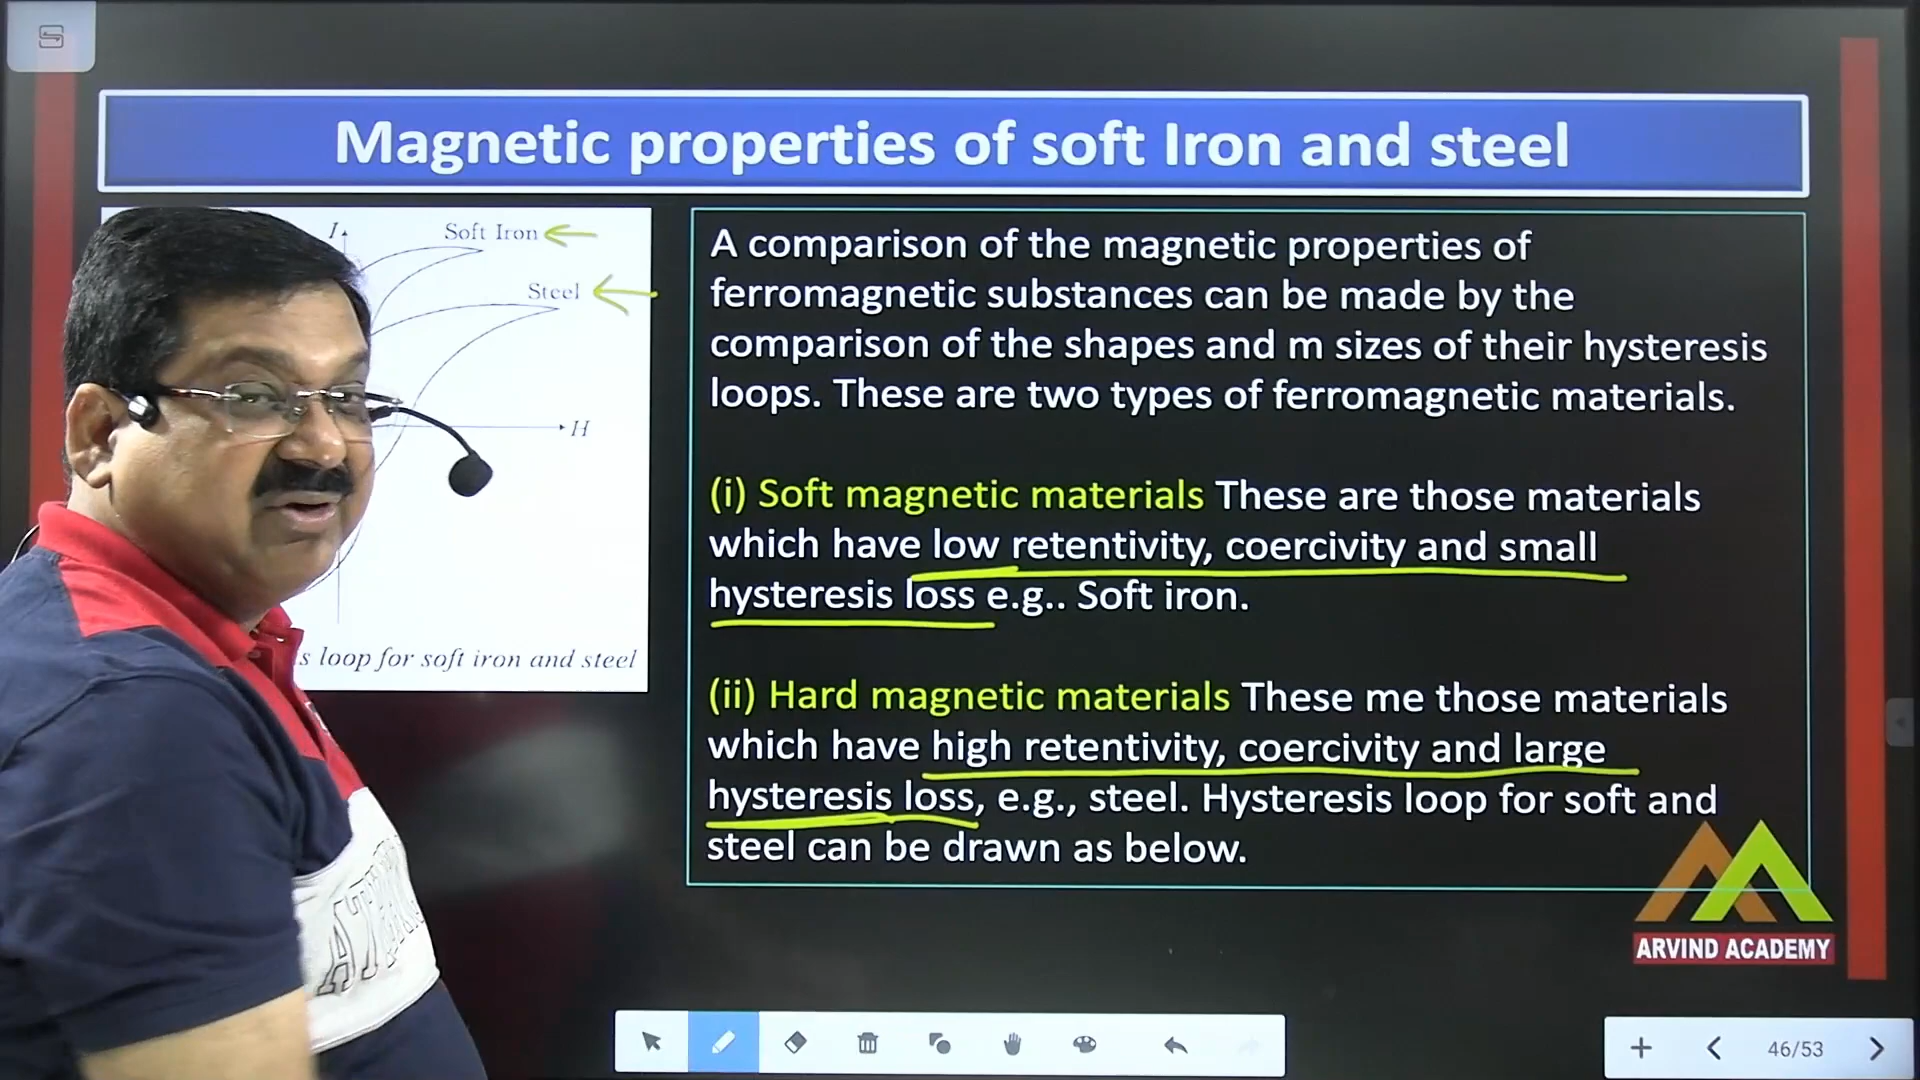 Magnetic properties of soft Iron and steel
I
Soft Iron
Steel
H
s loop for soft iron and steel
A comparison of the magnetic properties of
ferromagnetic substances can be made by the
comparison of the shapes and m sizes of their hysteresis
loops. These are two types of ferromagnetic materials.
(i) Soft magnetic materials These are those materials
which have low retentivity, coercivity and small
hysteresis loss e.g.. Soft iron.
(ii) Hard magnetic materials These me those materials
which have high retentivity, coercivity and large
hysteresis loss, e.g., steel. Hysteresis loop for soft and
steel can be drawn as below.
ARVIND ACADEMY
46/53